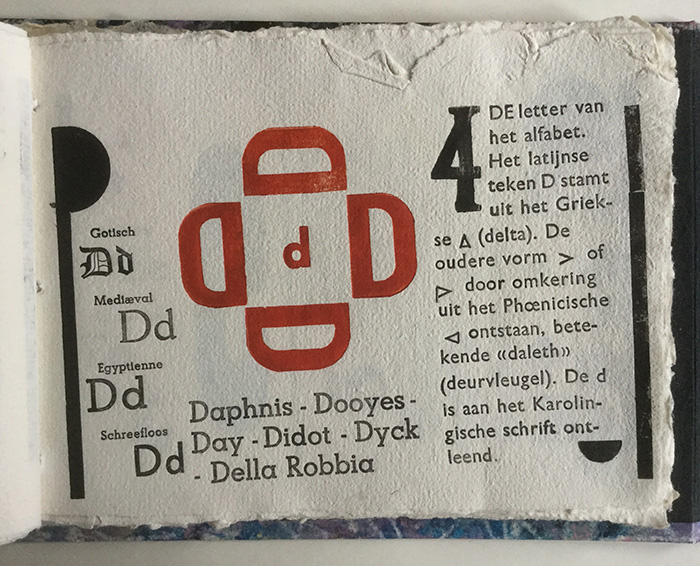 Gotisch
Dd
Mediæval
Dd
Egyptienne
Dd
Schreefloos
Dd
D
D
d
D
D
Daphnis - Dooyes -
Day - Didot - Dyck
- Della Robbia
4 DE letter van
het alfabet.
Het latijnse
teken D stamt
uit het Griek-
se Δ (delta). De
oudere vorm > of
▷ door omkering
uit het Phœnicische
◁ ontstaan, bete-
kende «daleth»
(deurvleugel). De d
is aan het Karolin-
gische schrift ont-
leend.